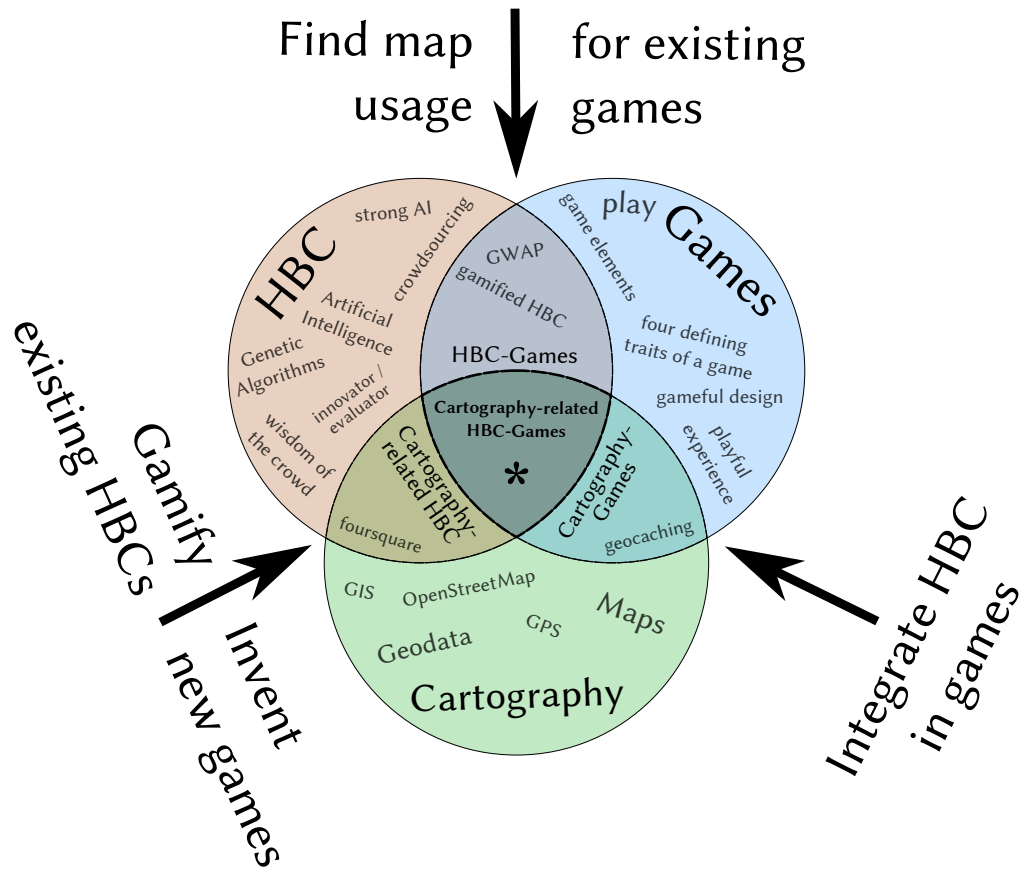 Find map
usage
for existing
games
HBC
strong AI
crowdsourcing
Artificial
Intelligence
Genetic
Algorithms
innovator /
evaluator
wisdom of
the crowd
GWAP
gamified HBC
HBC-Games
play
Games
game elements
four defining
traits of a game
gameful design
playful
experience
Cartography-related
HBC-Games
*
Cartography-
related HBC
foursquare
Cartography-
Games
geocaching
GIS
OpenStreetMap
GPS
Maps
Geodata
Cartography
Gamify
existing HBCs
Invent
new games
Integrate HBC
in games